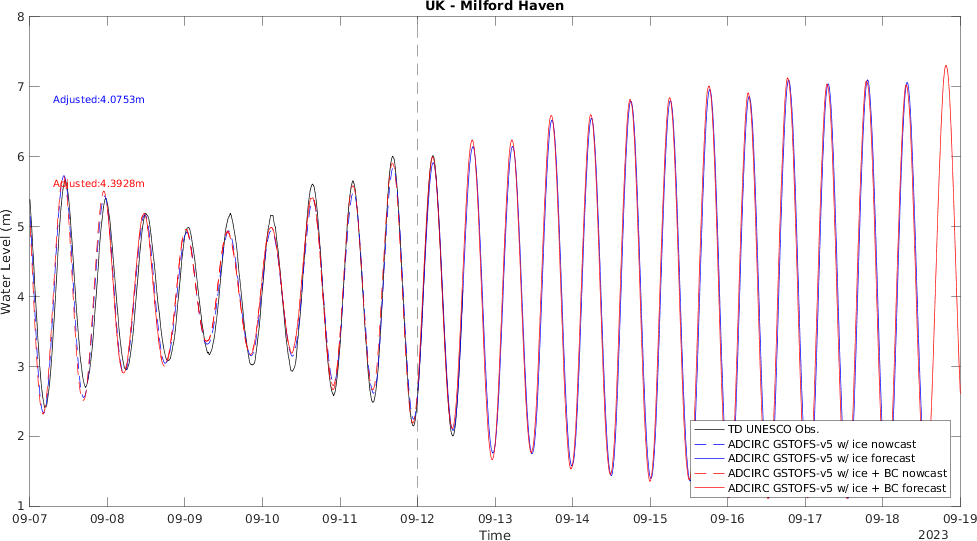 UK - Milford Haven
8
7
6
5
4
3
2
1
Water Level (m)
Adjusted:4.0753m
Adjusted:4.3928m
TD UNESCO Obs.
ADCIRC GSTOFS-v5 w/ ice nowcast
ADCIRC GSTOFS-v5 w/ ice forecast
ADCIRC GSTOFS-v5 w/ ice + BC nowcast
ADCIRC GSTOFS-v5 w/ ice + BC forecast
09-07 09-08 09-09 09-10 09-11 09-12 09-13 09-14 09-15 09-16 09-17 09-18 09-19
Time
2023